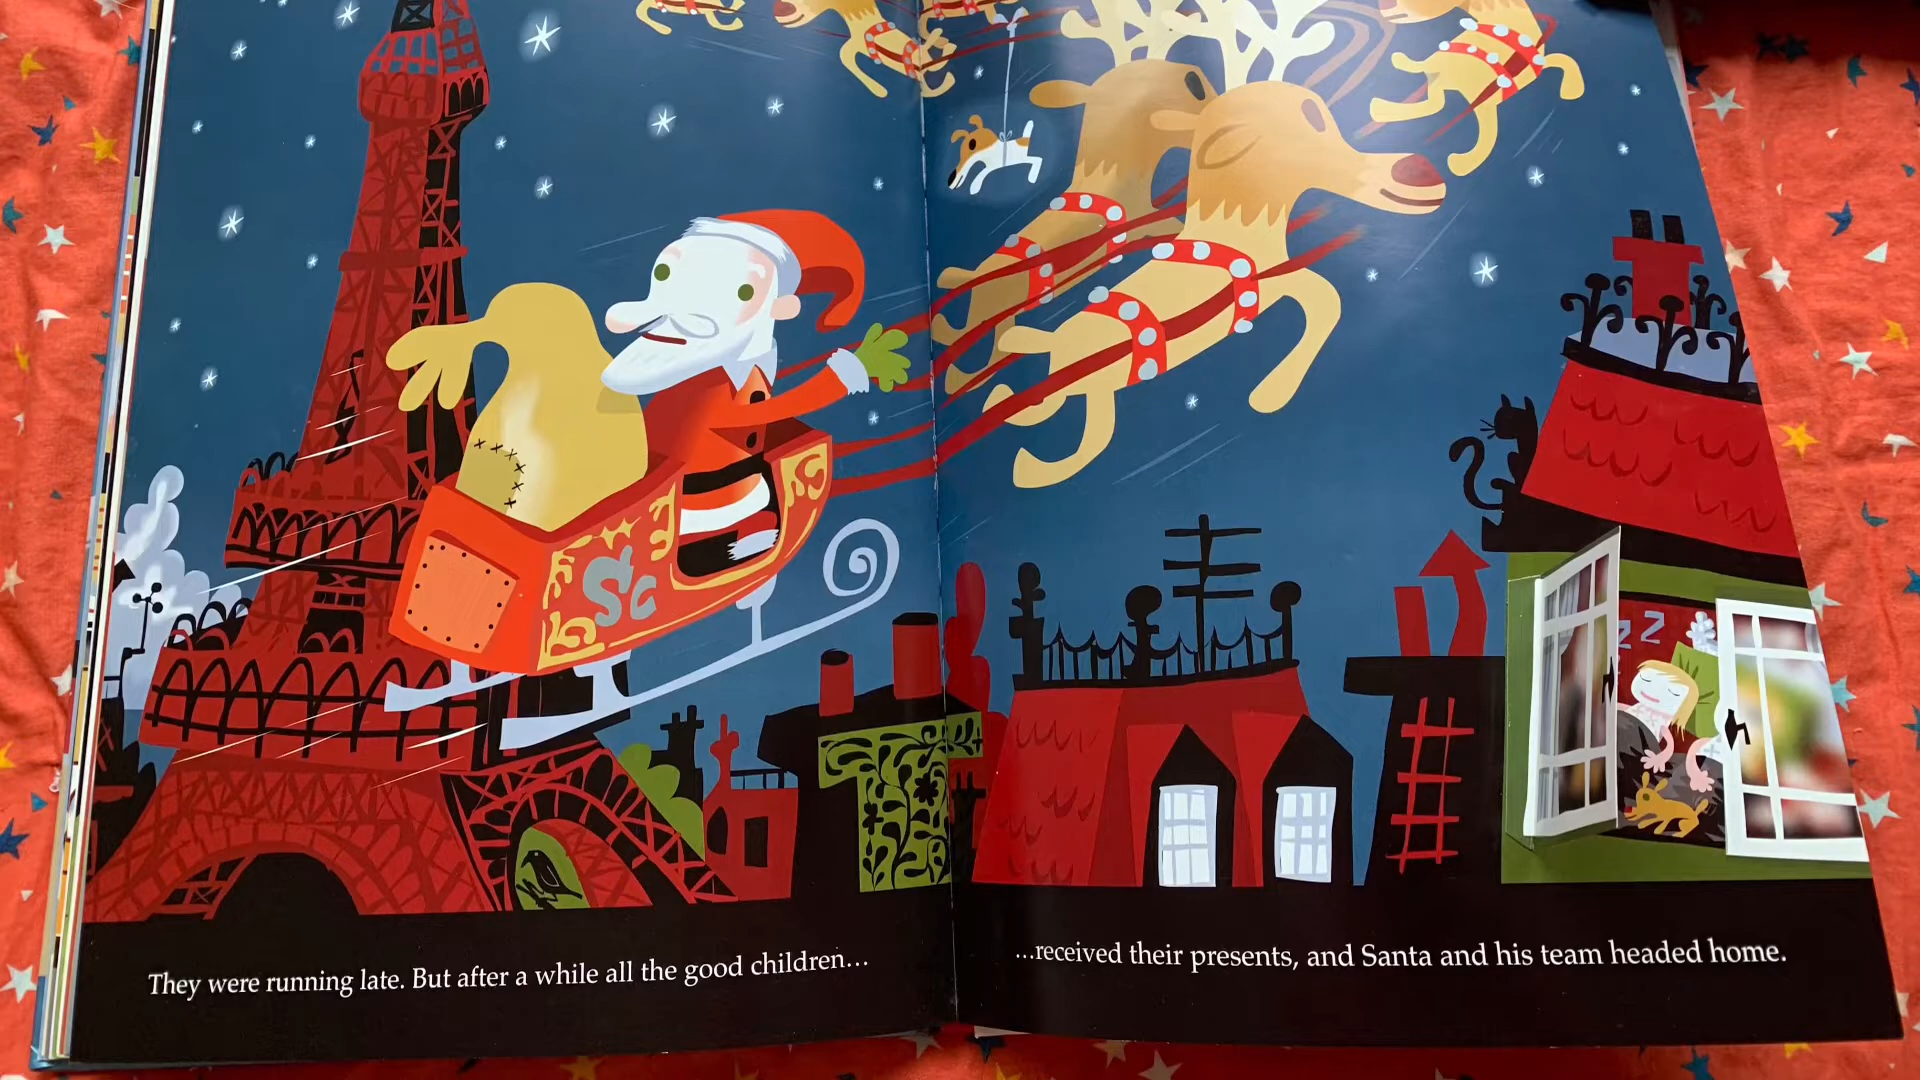 SC
Z Z
They were running late. But after a while all the good children...
...received their presents, and Santa and his team headed home.